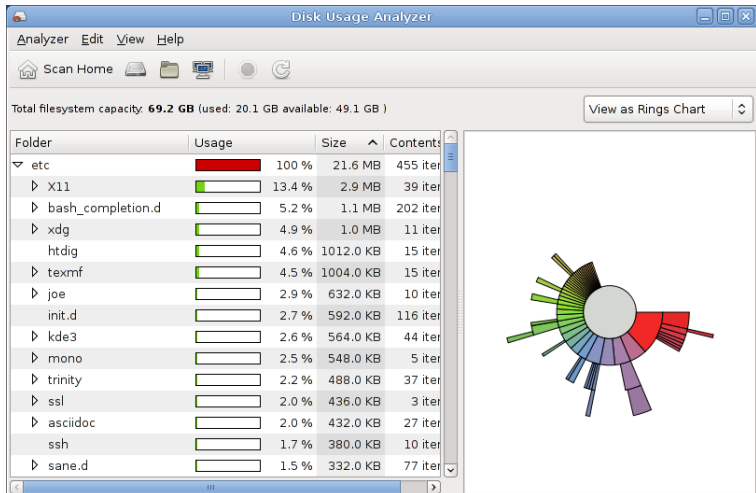 Disk Usage Analyzer
Analyzer Edit View Help
Scan Home
Total filesystem capacity: 69.2 GB (used: 20.1 GB available: 49.1 GB )
View as Rings Chart
Folder Usage Size Contents
etc 100 % 21.6 MB 455 iter
X11 13.4 % 2.9 MB 39 iter
bash_completion.d 5.2 % 1.1 MB 202 iter
xdg 4.9 % 1.0 MB 11 iter
htdig 4.6 % 1012.0 KB 15 iter
texmf 4.5 % 1004.0 KB 15 iter
joe 2.9 % 632.0 KB 10 iter
init.d 2.7 % 592.0 KB 116 iter
kde3 2.6 % 564.0 KB 44 iter
mono 2.5 % 548.0 KB 5 iter
trinity 2.2 % 488.0 KB 37 iter
ssl 2.0 % 436.0 KB 3 iter
asciidoc 2.0 % 432.0 KB 27 iter
ssh 1.7 % 380.0 KB 10 iter
sane.d 1.5 % 332.0 KB 77 iter